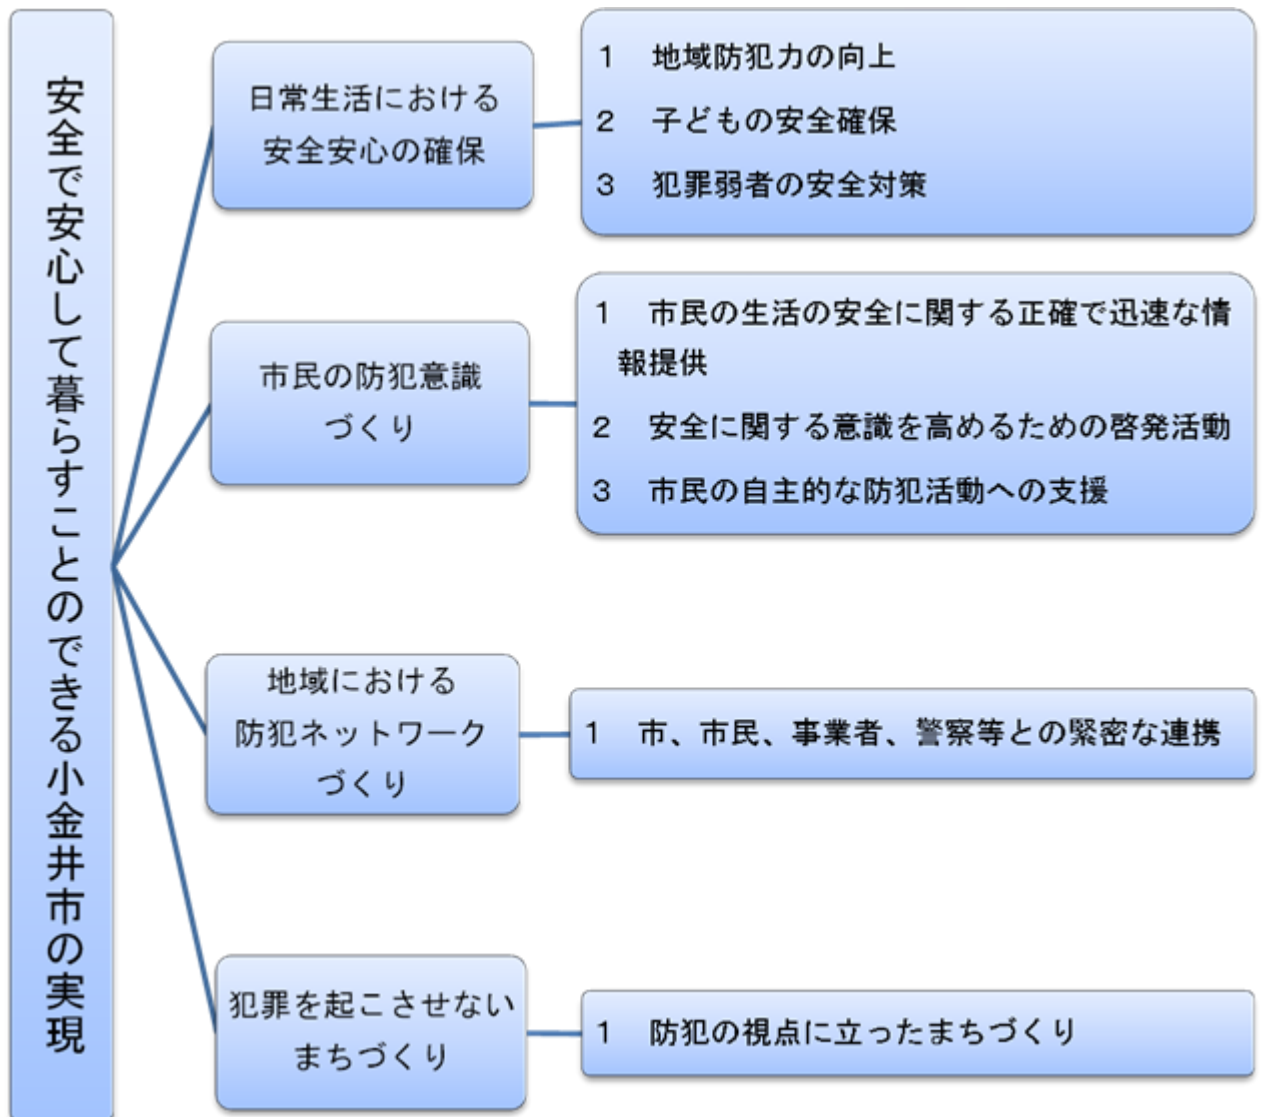 安全で安心して暮らすことのできる小金井市の実現
日常生活における
安全安心の確保
1　地域防犯力の向上
2　子どもの安全確保
3　犯罪弱者の安全対策
市民の防犯意識
づくり
1　市民の生活の安全に関する正確で迅速な情
報提供
2　安全に関する意識を高めるための啓発活動
3　市民の自主的な防犯活動への支援
地域における
防犯ネットワーク
づくり
1　市、市民、事業者、警察等との緊密な連携
犯罪を起こさせない
まちづくり
1　防犯の視点に立ったまちづくり